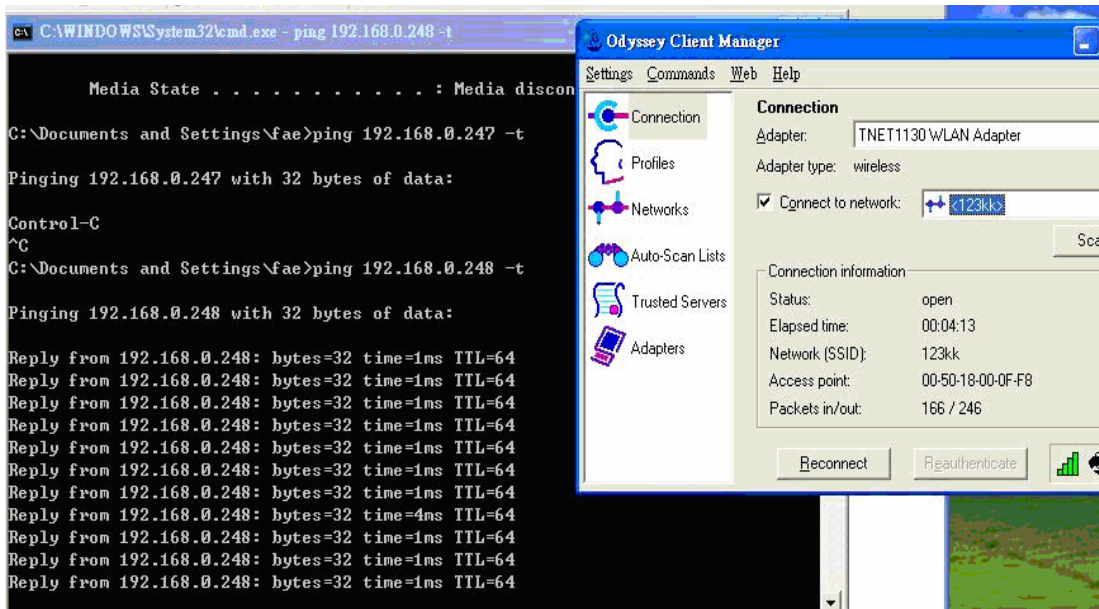 C:\WINDOWS\System32\cmd.exe - ping 192.168.0.248 -t
Media State . . . . . . . . . . . : Media discon
C:\Documents and Settings\fae>ping 192.168.0.247 -t
Pinging 192.168.0.247 with 32 bytes of data:
Control-C
^C
C:\Documents and Settings\fae>ping 192.168.0.248 -t
Pinging 192.168.0.248 with 32 bytes of data:
Reply from 192.168.0.248: bytes=32 time=1ms TTL=64
Reply from 192.168.0.248: bytes=32 time=1ms TTL=64
Reply from 192.168.0.248: bytes=32 time=1ms TTL=64
Reply from 192.168.0.248: bytes=32 time=1ms TTL=64
Reply from 192.168.0.248: bytes=32 time=1ms TTL=64
Reply from 192.168.0.248: bytes=32 time=1ms TTL=64
Reply from 192.168.0.248: bytes=32 time=1ms TTL=64
Reply from 192.168.0.248: bytes=32 time=4ms TTL=64
Reply from 192.168.0.248: bytes=32 time=1ms TTL=64
Reply from 192.168.0.248: bytes=32 time=1ms TTL=64
Reply from 192.168.0.248: bytes=32 time=1ms TTL=64
Odyssey Client Manager
Settings Commands Web Help
Connection
Profiles
Networks
Auto-Scan Lists
Trusted Servers
Adapters
Connection
Adapter: TNET1130 WLAN Adapter
Adapter type: wireless
Connect to network: <123kk>
Sca
Connection information
Status: open
Elapsed time: 00:04:13
Network (SSID): 123kk
Access point: 00-50-18-00-0F-F8
Packets in/out: 166 / 246
Reconnect Reauthenticate